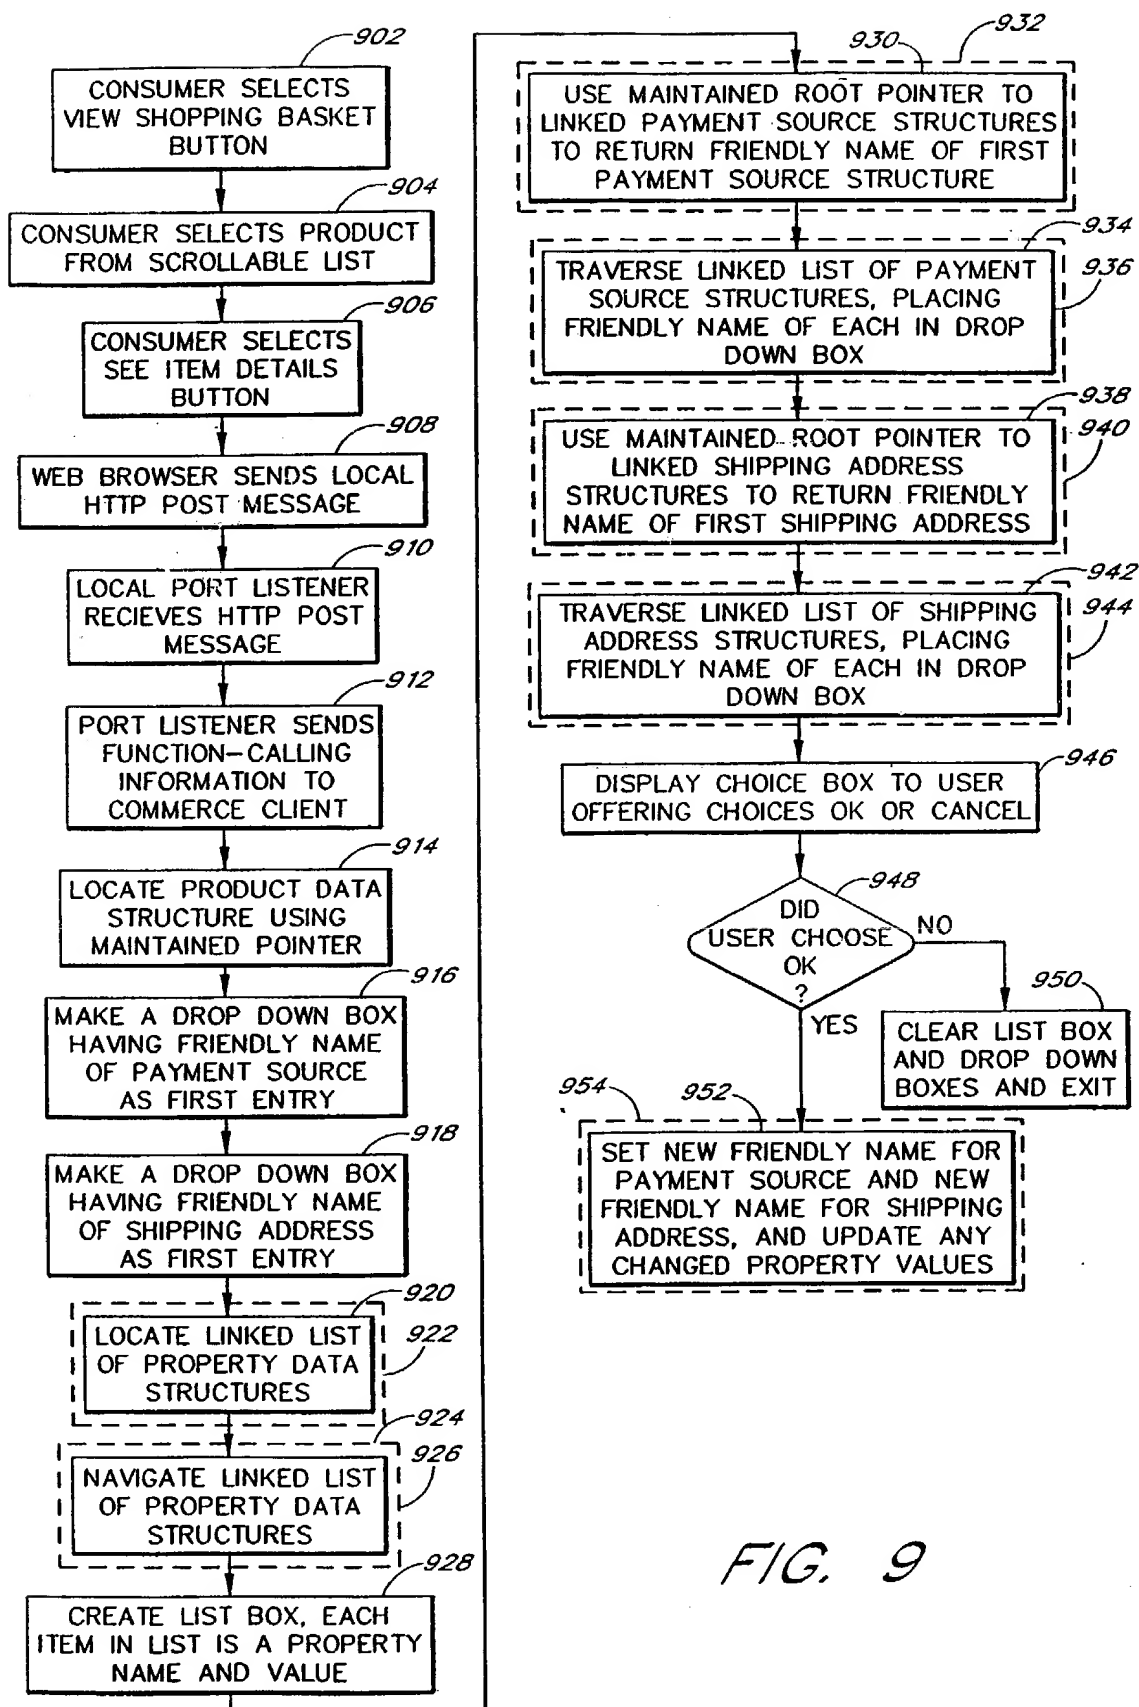 902
CONSUMER SELECTS
VIEW SHOPPING BASKET
BUTTON
904
CONSUMER SELECTS PRODUCT
FROM SCROLLABLE LIST
906
CONSUMER SELECTS
SEE ITEM DETAILS
BUTTON
908
WEB BROWSER SENDS LOCAL
HTTP POST MESSAGE
910
LOCAL PORT LISTENER
RECIEVES HTTP POST
MESSAGE
912
PORT LISTENER SENDS
FUNCTION-CALLING
INFORMATION TO
COMMERCE CLIENT
914
LOCATE PRODUCT DATA
STRUCTURE USING
MAINTAINED POINTER
916
MAKE A DROP DOWN BOX
HAVING FRIENDLY NAME
OF PAYMENT SOURCE
AS FIRST ENTRY
918
MAKE A DROP DOWN BOX
HAVING FRIENDLY NAME
OF SHIPPING ADDRESS
AS FIRST ENTRY
920
922
LOCATE LINKED LIST
OF PROPERTY DATA
STRUCTURES
924
926
NAVIGATE LINKED LIST
OF PROPERTY DATA
STRUCTURES
928
CREATE LIST BOX, EACH
ITEM IN LIST IS A PROPERTY
NAME AND VALUE
930
932
USE MAINTAINED ROOT POINTER TO
LINKED PAYMENT SOURCE STRUCTURES
TO RETURN FRIENDLY NAME OF FIRST
PAYMENT SOURCE STRUCTURE
934
936
TRAVERSE LINKED LIST OF PAYMENT
SOURCE STRUCTURES, PLACING
FRIENDLY NAME OF EACH IN DROP
DOWN BOX
938
940
USE MAINTAINED ROOT POINTER TO
LINKED SHIPPING ADDRESS
STRUCTURES TO RETURN FRIENDLY
NAME OF FIRST SHIPPING ADDRESS
942
944
TRAVERSE LINKED LIST OF SHIPPING
ADDRESS STRUCTURES, PLACING
FRIENDLY NAME OF EACH IN DROP
DOWN BOX
946
DISPLAY CHOICE BOX TO USER
OFFERING CHOICES OK OR CANCEL
948
DID
USER CHOOSE
OK
?
NO
YES
950
CLEAR LIST BOX
AND DROP DOWN
BOXES AND EXIT
954
952
SET NEW FRIENDLY NAME FOR
PAYMENT SOURCE AND NEW
FRIENDLY NAME FOR SHIPPING
ADDRESS, AND UPDATE ANY
CHANGED PROPERTY VALUES
FIG. 9